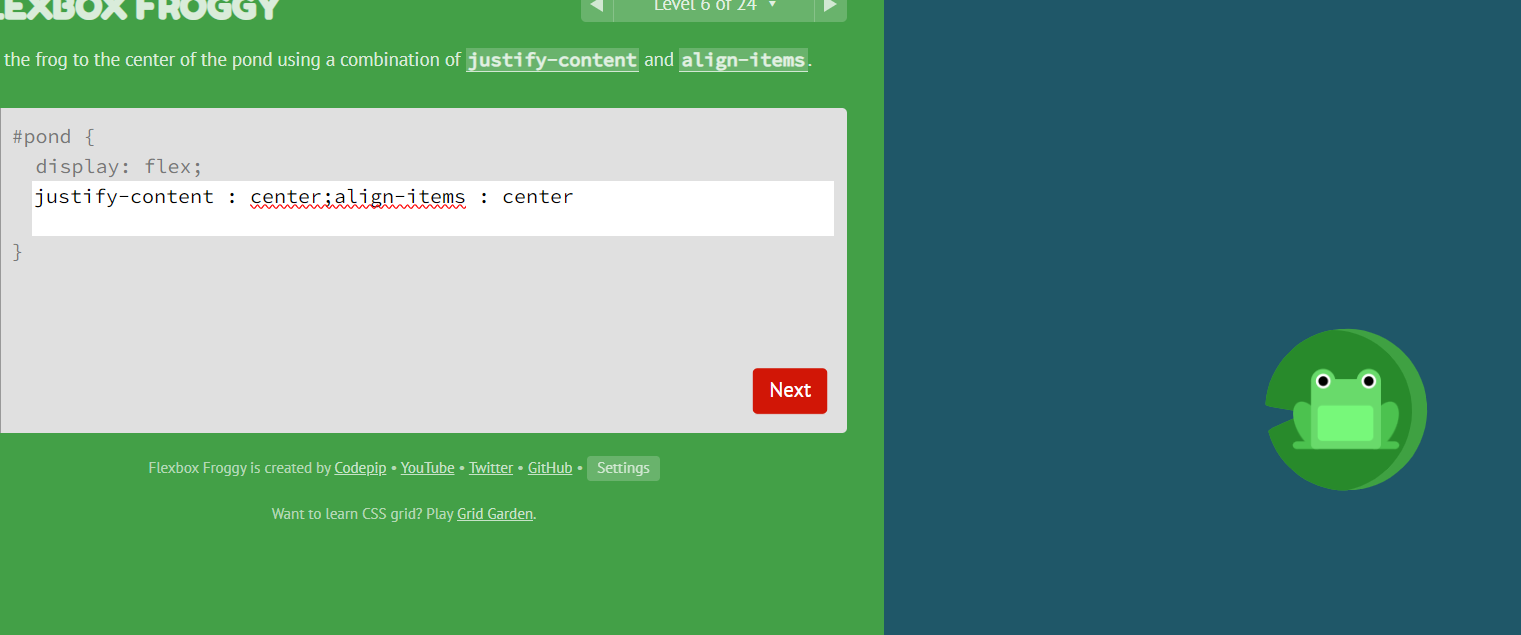 LEXBOX FROGGY
Level 6 of 24
the frog to the center of the pond using a combination of justify-content and align-items.
#pond {
display: flex;
justify-content : center;align-items : center
}
Next
Flexbox Froggy is created by Codepip • YouTube • Twitter • GitHub • Settings
Want to learn CSS grid? Play Grid Garden.